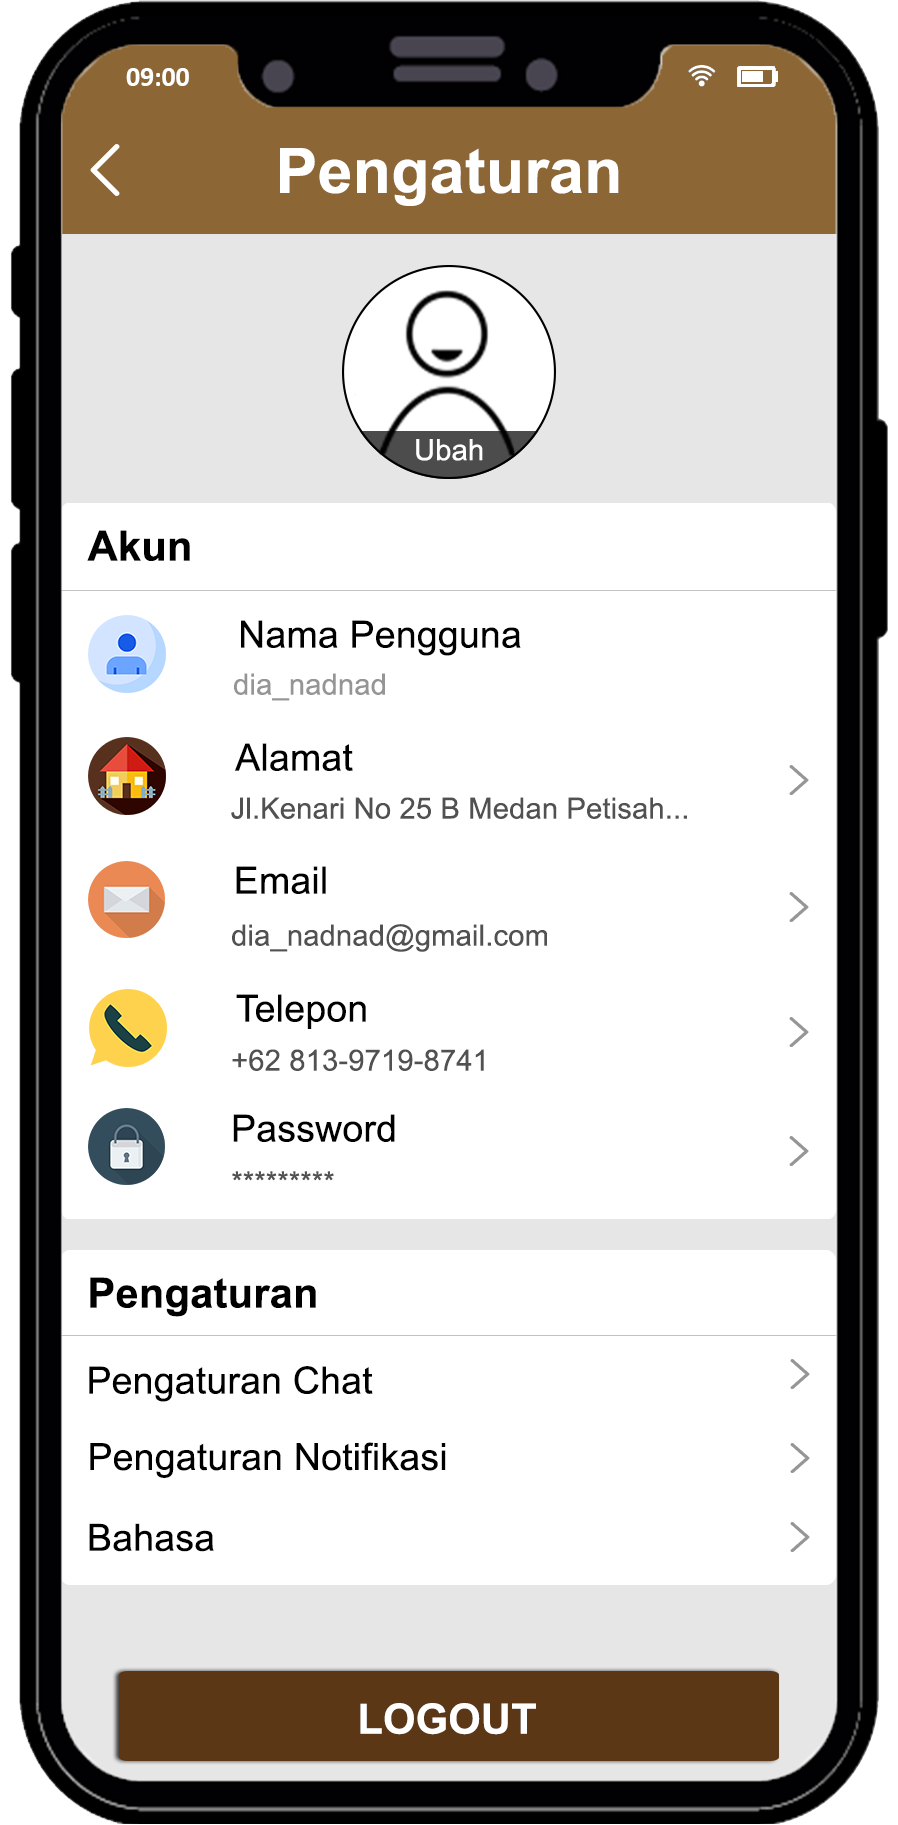 09:00
Pengaturan
Ubah
Akun
Nama Pengguna
dia_nadnad
Alamat
Jl.Kenari No 25 B Medan Petisah...
Email
dia_nadnad@gmail.com
Telepon
+62 813-9719-8741
Password
*********
Pengaturan
Pengaturan Chat
Pengaturan Notifikasi
Bahasa
LOGOUT